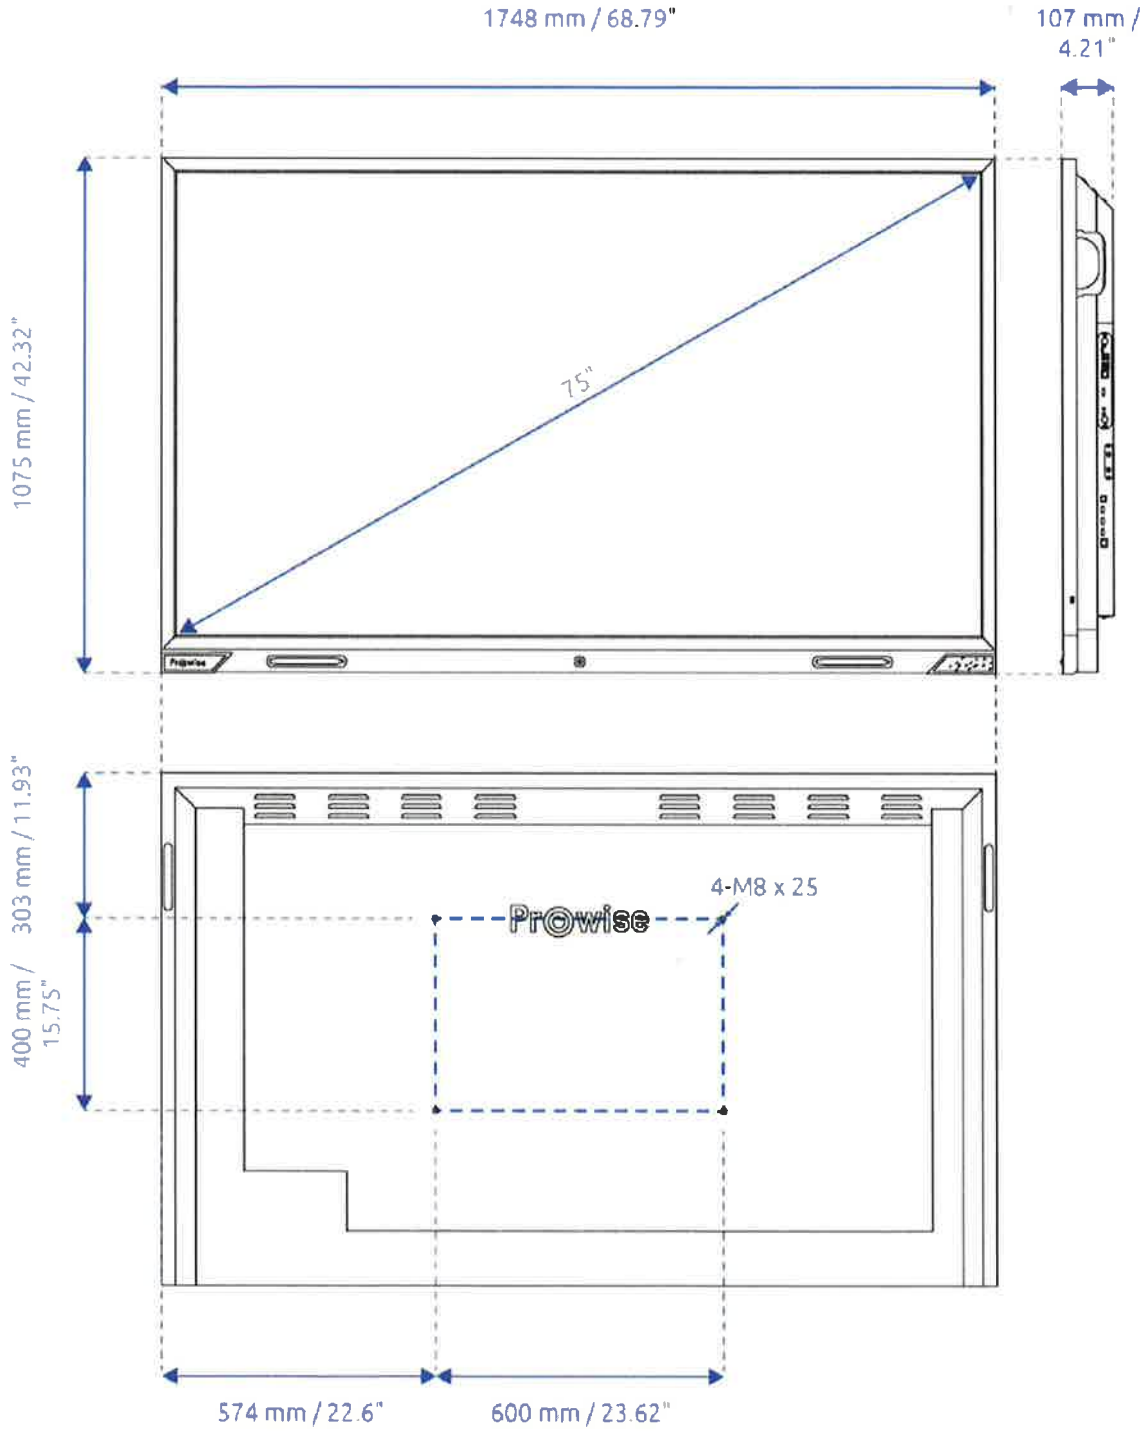 1748 mm / 68.79"
107 mm /
4.21"
1075 mm / 42.32"
75"
Prowise
303 mm / 11.93"
400 mm /
15.75"
4-M8 x 25
Prowise
574 mm / 22.6"
600 mm / 23.62"